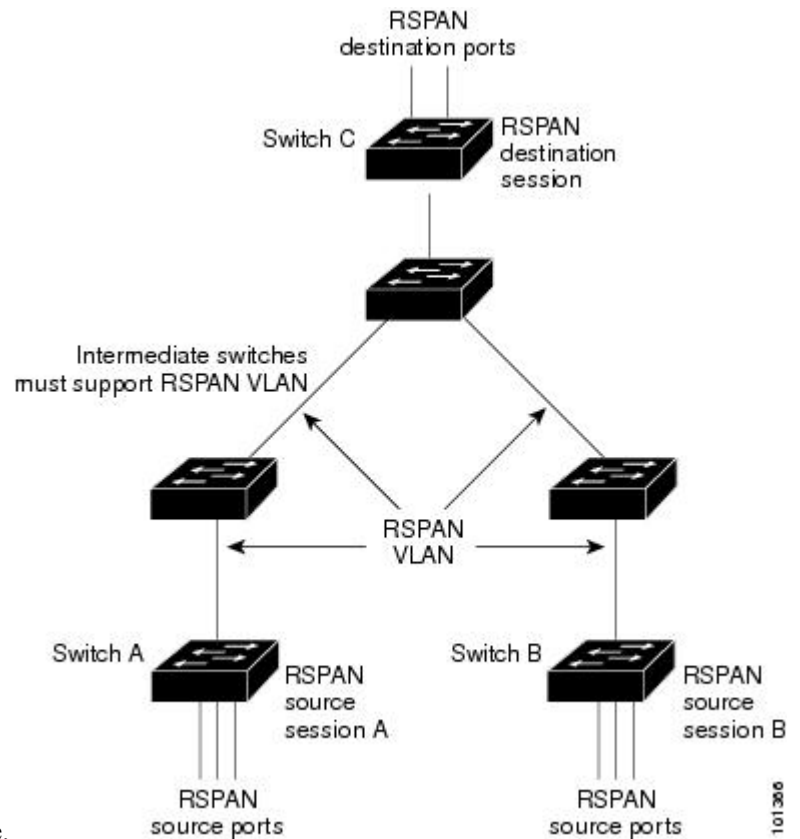 RSPAN
destination ports
Switch C
RSPAN
destination
session
Intermediate switches
must support RSPAN VLAN
RSPAN
VLAN
Switch A
RSPAN
source
session A
Switch B
RSPAN
source
session B
RSPAN
source ports
RSPAN
source ports
101366